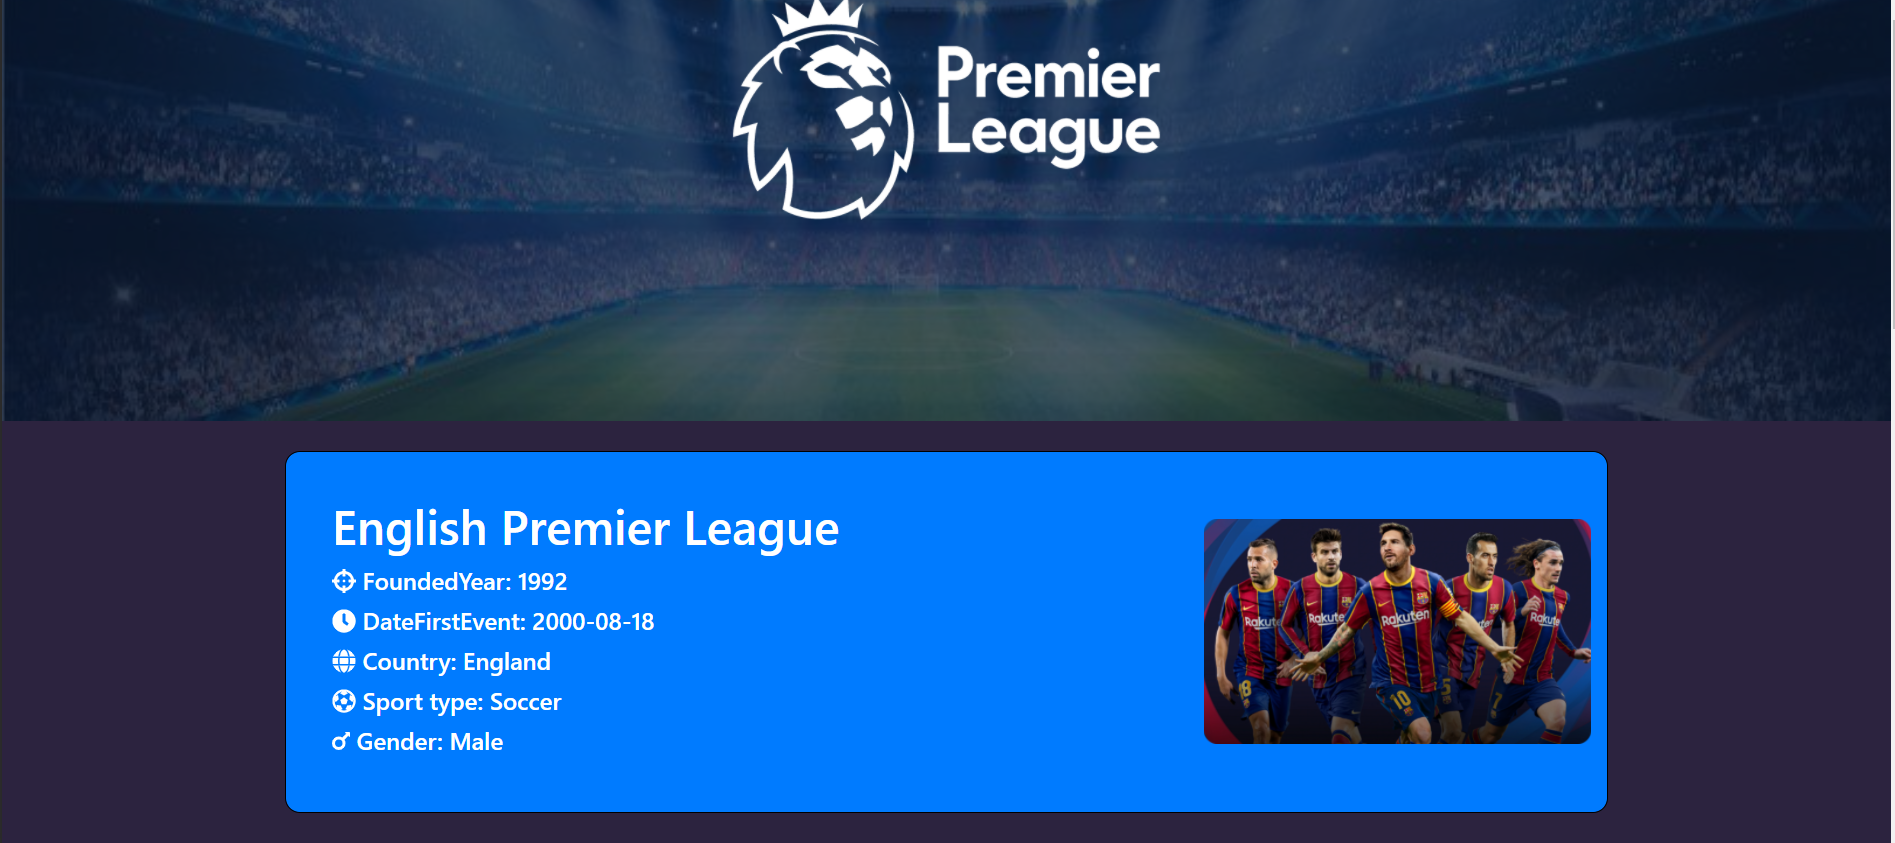 Premier
League
English Premier League
FoundedYear: 1992
DateFirstEvent: 2000-08-18
Country: England
Sport type: Soccer
Gender: Male
Rakuten
Rakuten
Rakuten
Rakuten
18
10
5
7